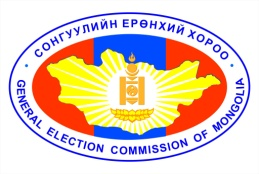 • СОНГУУЛИЙН ЕРӨНХИЙ ХОРОО •
GENERAL ELECTION COMMISSION OF MONGOLIA